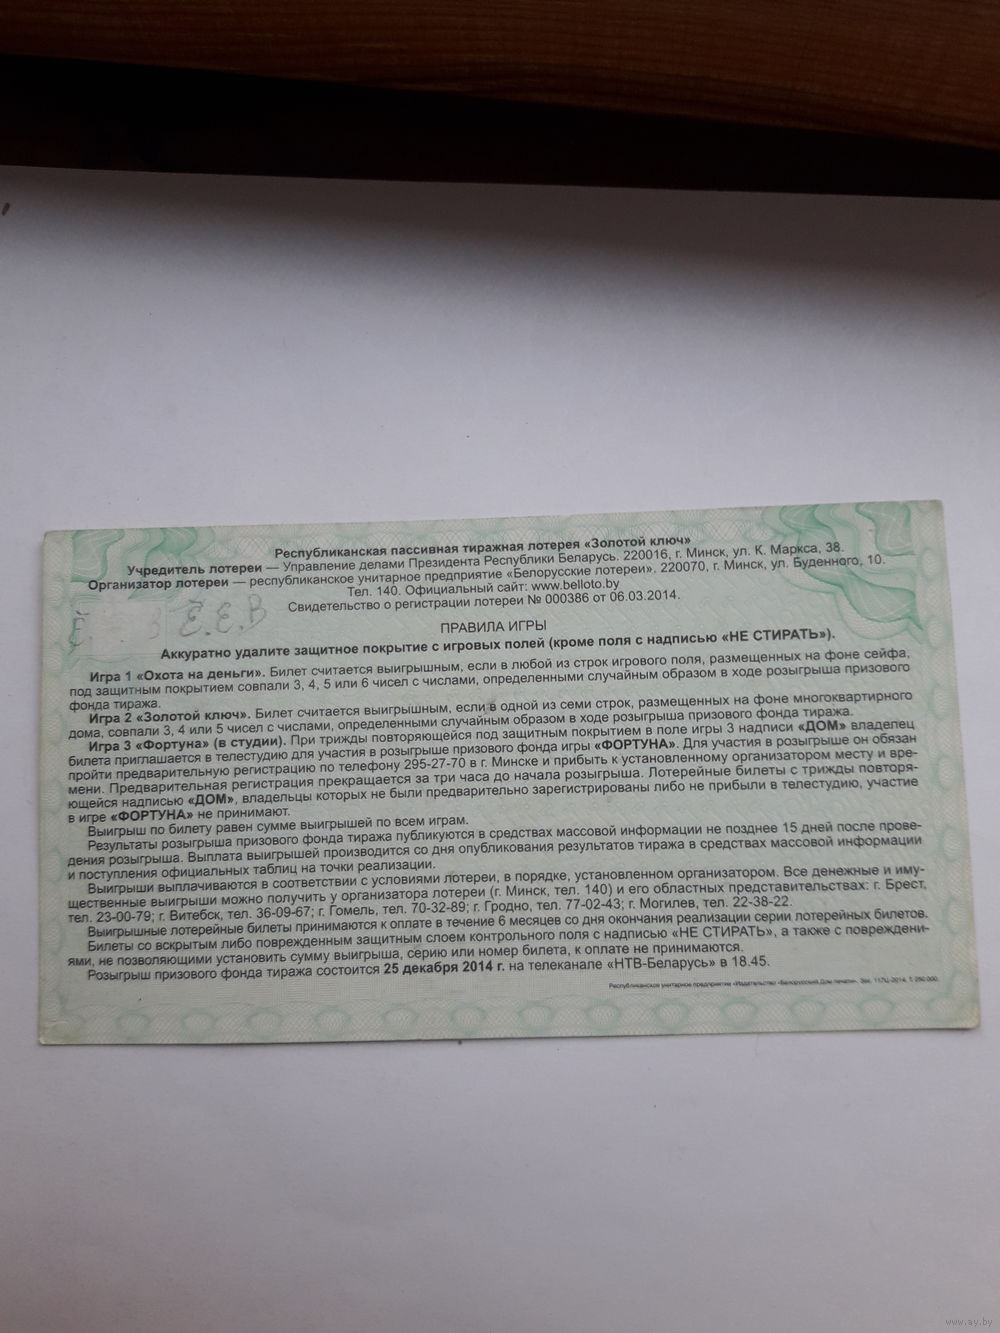 Республиканская пассивная тиражная лотерея «Золотой ключ»
Учредитель лотереи — Управление делами Президента Республики Беларусь. 220016, г. Минск, ул. К. Маркса, 38.
Организатор лотереи — республиканское унитарное предприятие «Белорусские лотереи». 220070, г. Минск, ул. Буденного, 10.
Тел. 140. Официальный сайт: www.belloto.by
Свидетельство о регистрации лотереи № 000386 от 06.03.2014.
Ё.Е.В
ПРАВИЛА ИГРЫ
Аккуратно удалите защитное покрытие с игровых полей (кроме поля с надписью «НЕ СТИРАТЬ»).
Игра 1 «Охота на деньги». Билет считается выигрышным, если в любой из строк игрового поля, размещенных на фоне сейфа,
под защитным покрытием совпали 3, 4, 5 или 6 чисел с числами, определенными случайным образом в ходе розыгрыша призового
фонда тиража.
Игра 2 «Золотой ключ». Билет считается выигрышным, если в одной из семи строк, размещенных на фоне многоквартирного
дома, совпали 3, 4 или 5 чисел с числами, определенными случайным образом в ходе розыгрыша призового фонда тиража.
Игра 3 «Фортуна» (в студии). При трижды повторяющейся под защитным покрытием в поле игры 3 надписи «ДОМ» владелец
билета приглашается в телестудию для участия в розыгрыше призового фонда игры «ФОРТУНА». Для участия в розыгрыше он обязан
пройти предварительную регистрацию по телефону 295-27-70 в г. Минске и прибыть к установленному организатором месту и вре-
мени. Предварительная регистрация прекращается за три часа до начала розыгрыша. Лотерейные билеты с трижды повторя-
ющейся надписью «ДОМ», владельцы которых не были предварительно зарегистрированы либо не прибыли в телестудию, участие
в игре «ФОРТУНА» не принимают.
Выигрыш по билету равен сумме выигрышей по всем играм.
Результаты розыгрыша призового фонда тиража публикуются в средствах массовой информации не позднее 15 дней после прове-
дения розыгрыша. Выплата выигрышей производится со дня опубликования результатов тиража в средствах массовой информации
и поступления официальных таблиц на точки реализации.
Выигрыши выплачиваются в соответствии с условиями лотереи, в порядке, установленном организатором. Все денежные и иму-
щественные выигрыши можно получить у организатора лотереи (г. Минск, тел. 140) и его областных представительствах: г. Брест,
тел. 23-00-79; г. Витебск, тел. 36-09-67; г. Гомель, тел. 70-32-89; г. Гродно, тел. 77-02-43; г. Могилев, тел. 22-38-22.
Выигрышные лотерейные билеты принимаются к оплате в течение 6 месяцев со дня окончания реализации серии лотерейных билетов.
Билеты со вскрытым либо поврежденным защитным слоем контрольного поля с надписью «НЕ СТИРАТЬ», а также с повреждени-
ями, не позволяющими установить сумму выигрыша, серию или номер билета, к оплате не принимаются.
Розыгрыш призового фонда тиража состоится 25 декабря 2014 г. на телеканале «НТВ-Беларусь» в 18.45.
Республиканское унитарное предприятие «Издательство «Белорусский Дом печати». Зак. 117Ц-2014. Т. 250 000.
www.ay.by